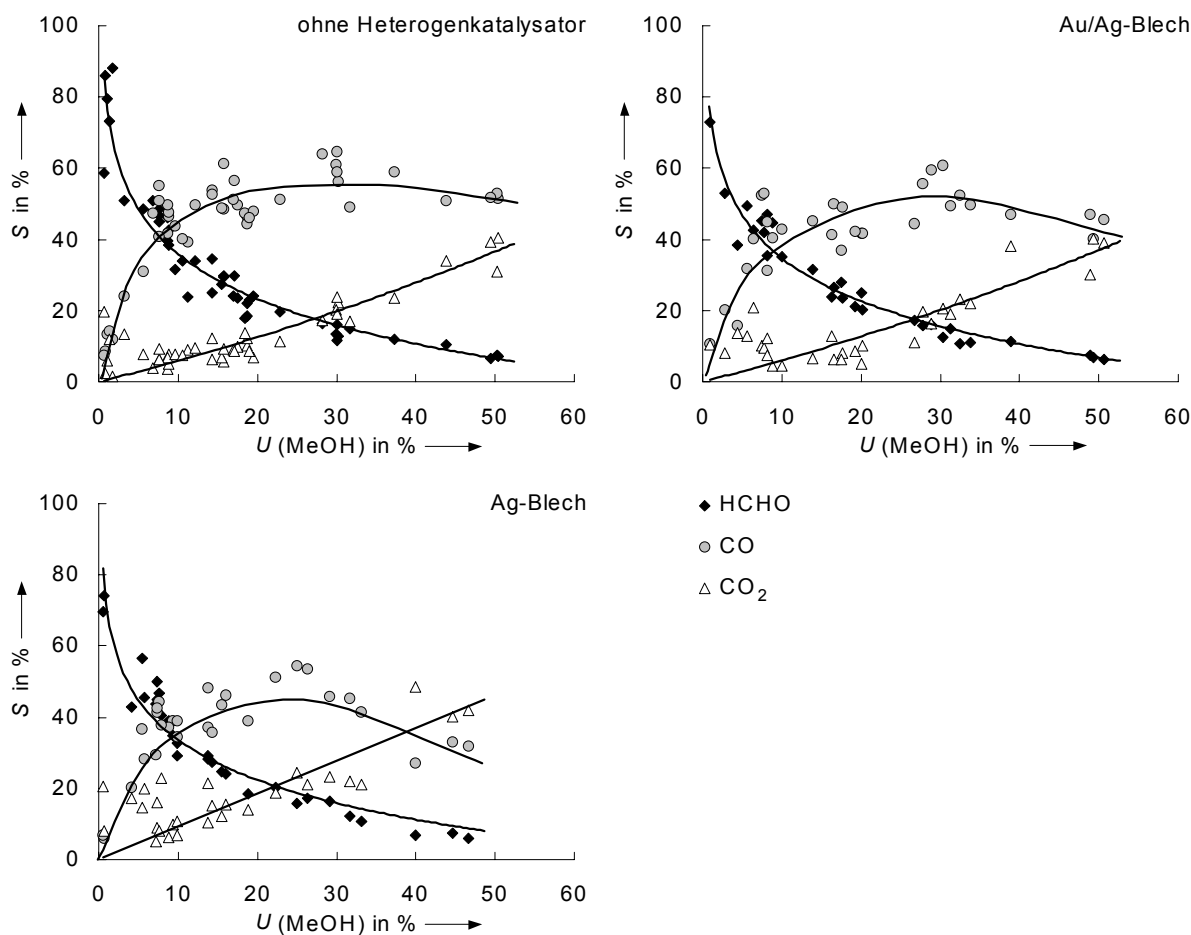 ohne Heterogenkatalysator
100
80
60
40
20
0
S in %
0 10 20 30 40 50 60
U (MeOH) in %
Au/Ag-Blech
100
80
60
40
20
0
S in %
0 10 20 30 40 50 60
U (MeOH) in %
Ag-Blech
100
80
60
40
20
0
S in %
0 10 20 30 40 50 60
U (MeOH) in %
HCHO
CO
CO2